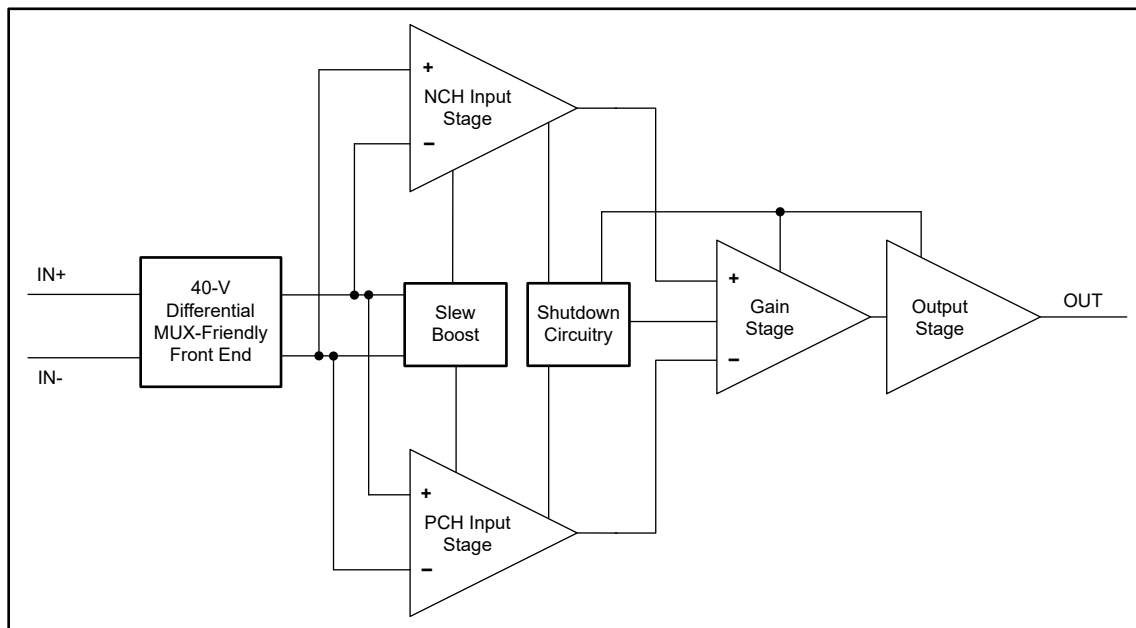 +
NCH Input
Stage
−
IN+
IN-
40-V
Differential
MUX-Friendly
Front End
Slew
Boost
Shutdown
Circuitry
+
Gain
Stage
−
Output
Stage
OUT
+
PCH Input
Stage
−